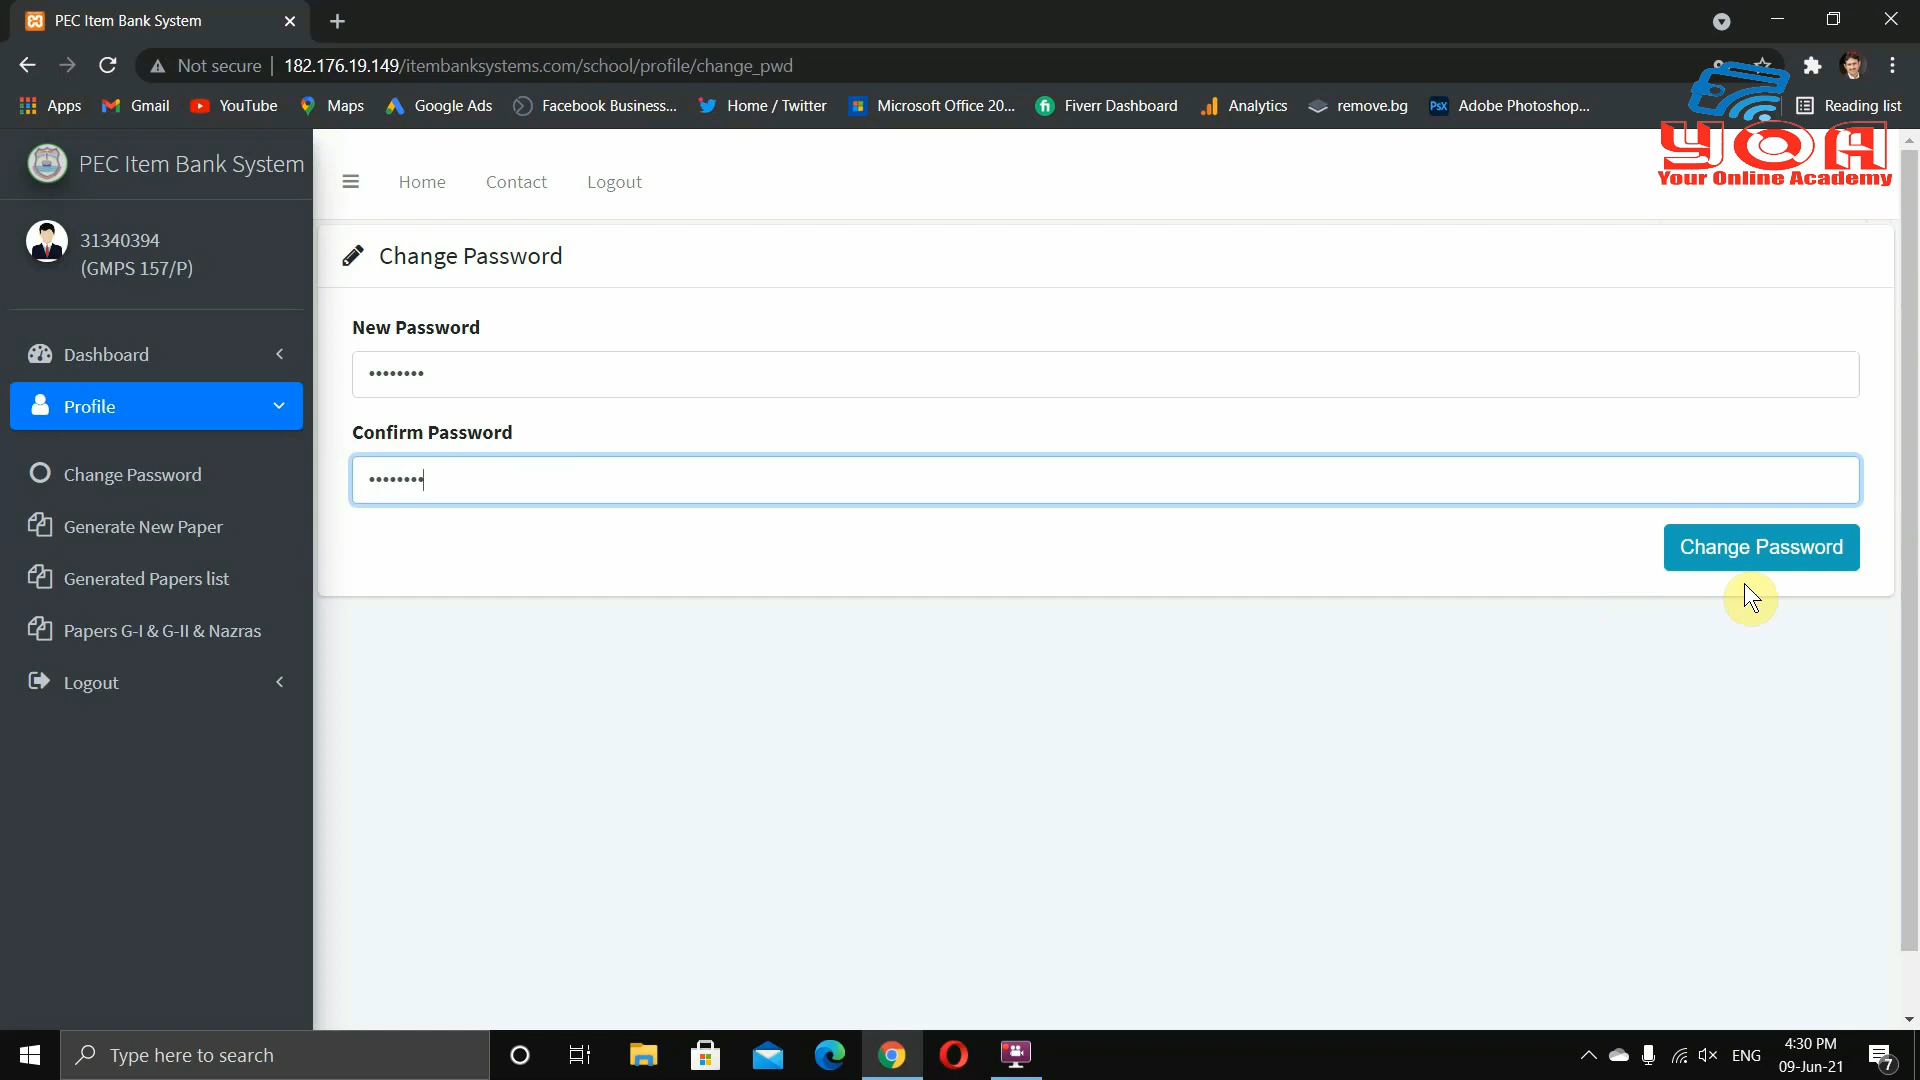 PEC Item Bank System
Not secure | 182.176.19.149/itembanksystems.com/school/profile/change_pwd
Apps Gmail YouTube Maps Google Ads Facebook Business... Home / Twitter Microsoft Office 20... Fiverr Dashboard Analytics remove.bg PSX Adobe Photoshop... Reading list
YOA
Your Online Academy
PEC Item Bank System
Home Contact Logout
31340394
(GMPS 157/P)
Change Password
New Password
••••••••
Confirm Password
••••••••
Change Password
Dashboard
Profile
Change Password
Generate New Paper
Generated Papers list
Papers G-I & G-II & Nazras
Logout
Type here to search
ENG
4:30 PM
09-Jun-21
7